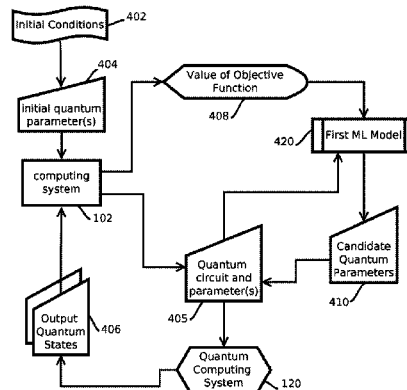 Initial Conditions
402
404
Initial quantum
parameter(s)
Value of Objective
Function
408
420
First ML Model
computing
system
102
Quantum
circuit and
parameter(s)
405
Candidate
Quantum
Parameters
410
Output
Quantum
States
406
Quantum
Computing
System
120